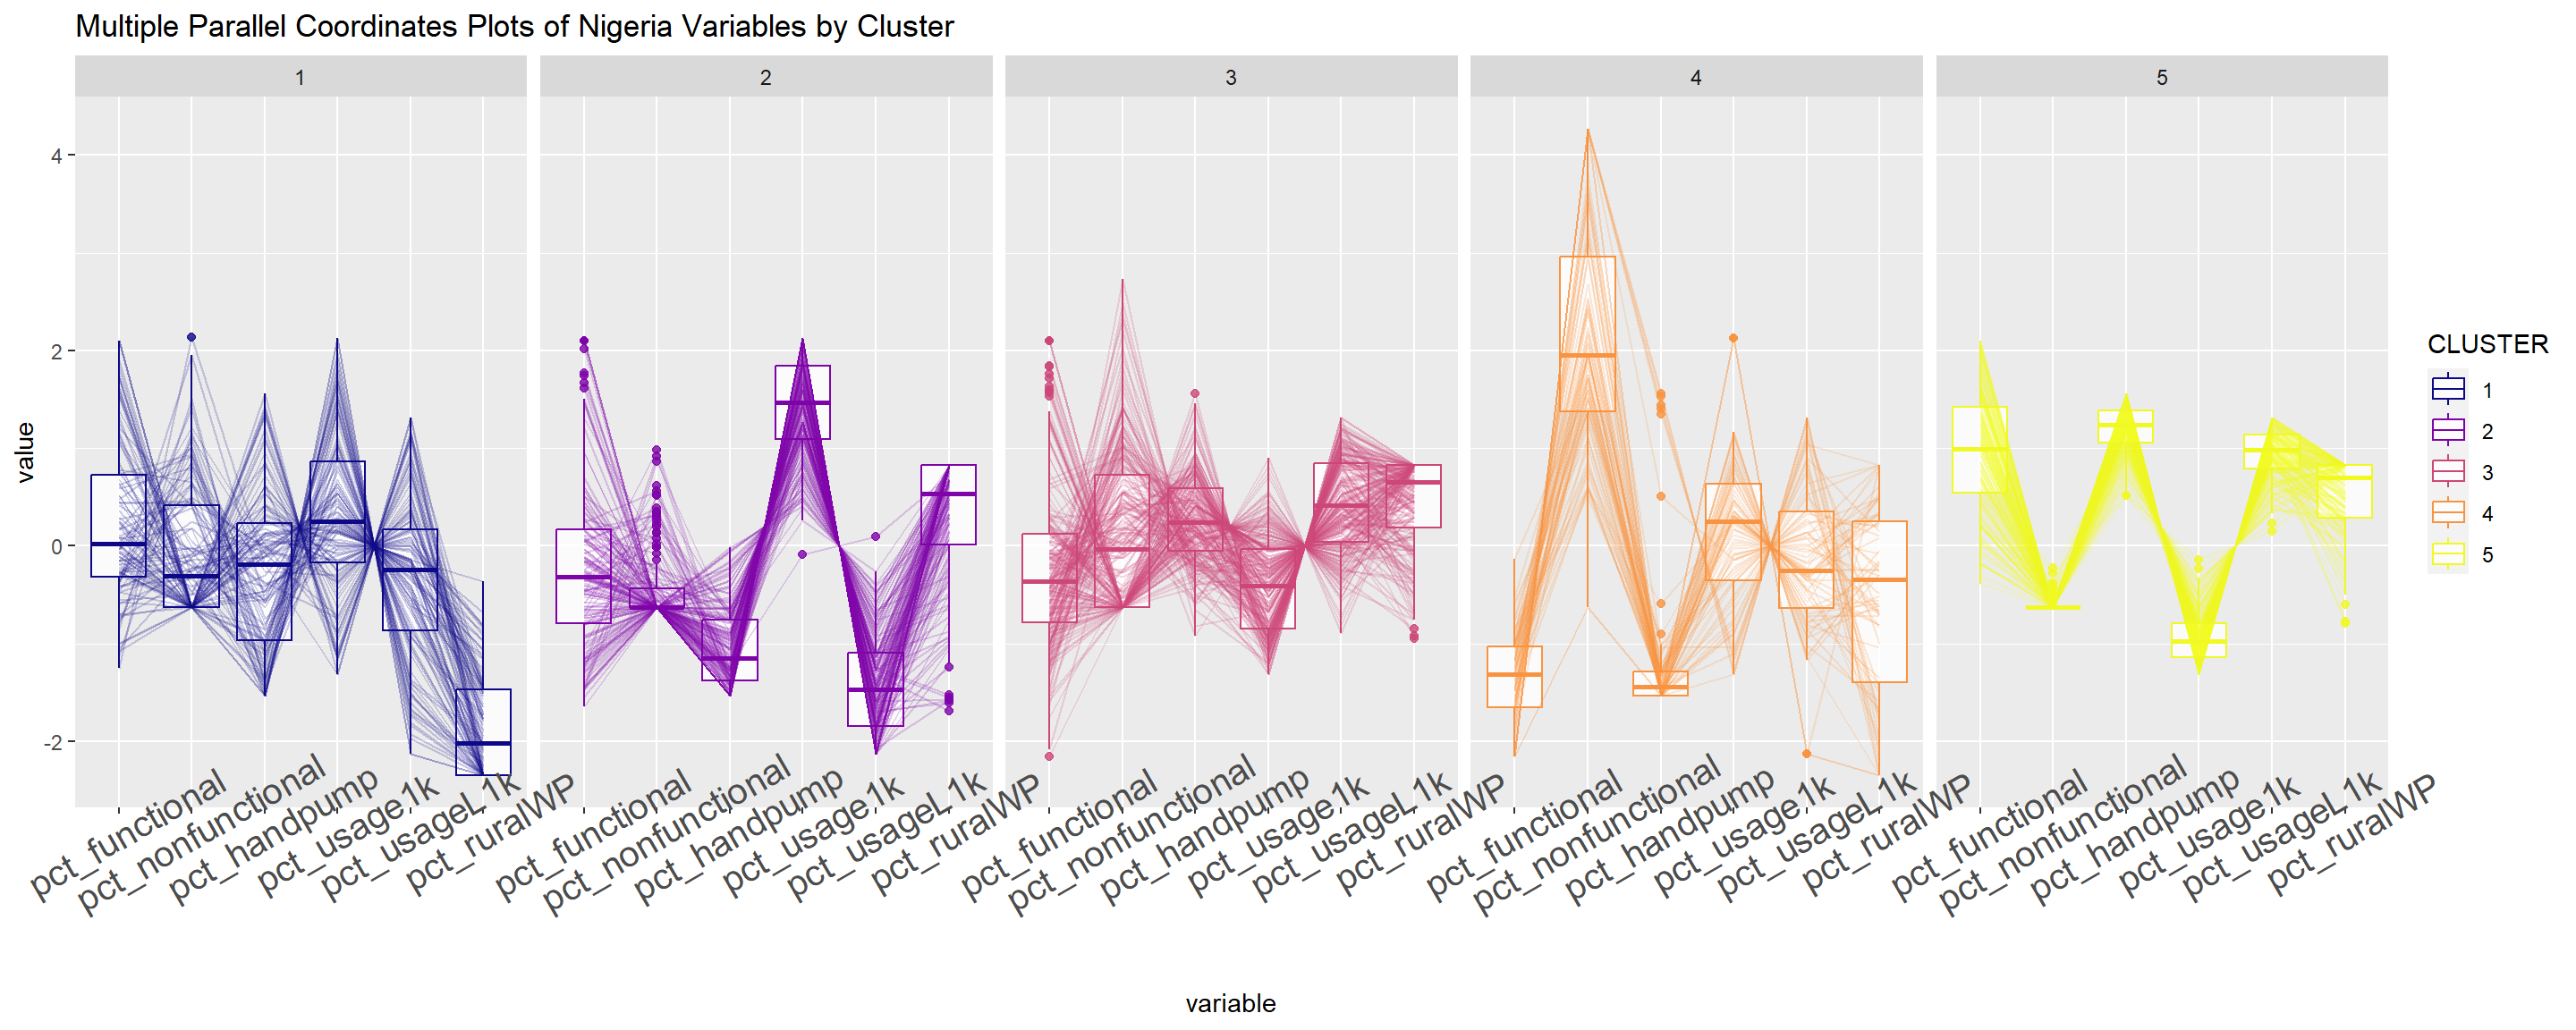 Multiple Parallel Coordinates Plots of Nigeria Variables by Cluster
1
2
3
4
5
value
4
2
0
-2
pct_functional
pct_nonfunctional
pct_handpump
pct_usage1k
pct_usageL1k
pct_ruralWP
pct_functional
pct_nonfunctional
pct_handpump
pct_usage1k
pct_usageL1k
pct_ruralWP
pct_functional
pct_nonfunctional
pct_handpump
pct_usage1k
pct_usageL1k
pct_ruralWP
pct_functional
pct_nonfunctional
pct_handpump
pct_usage1k
pct_usageL1k
pct_ruralWP
pct_functional
pct_nonfunctional
pct_handpump
pct_usage1k
pct_usageL1k
pct_ruralWP
variable
CLUSTER
1
2
3
4
5